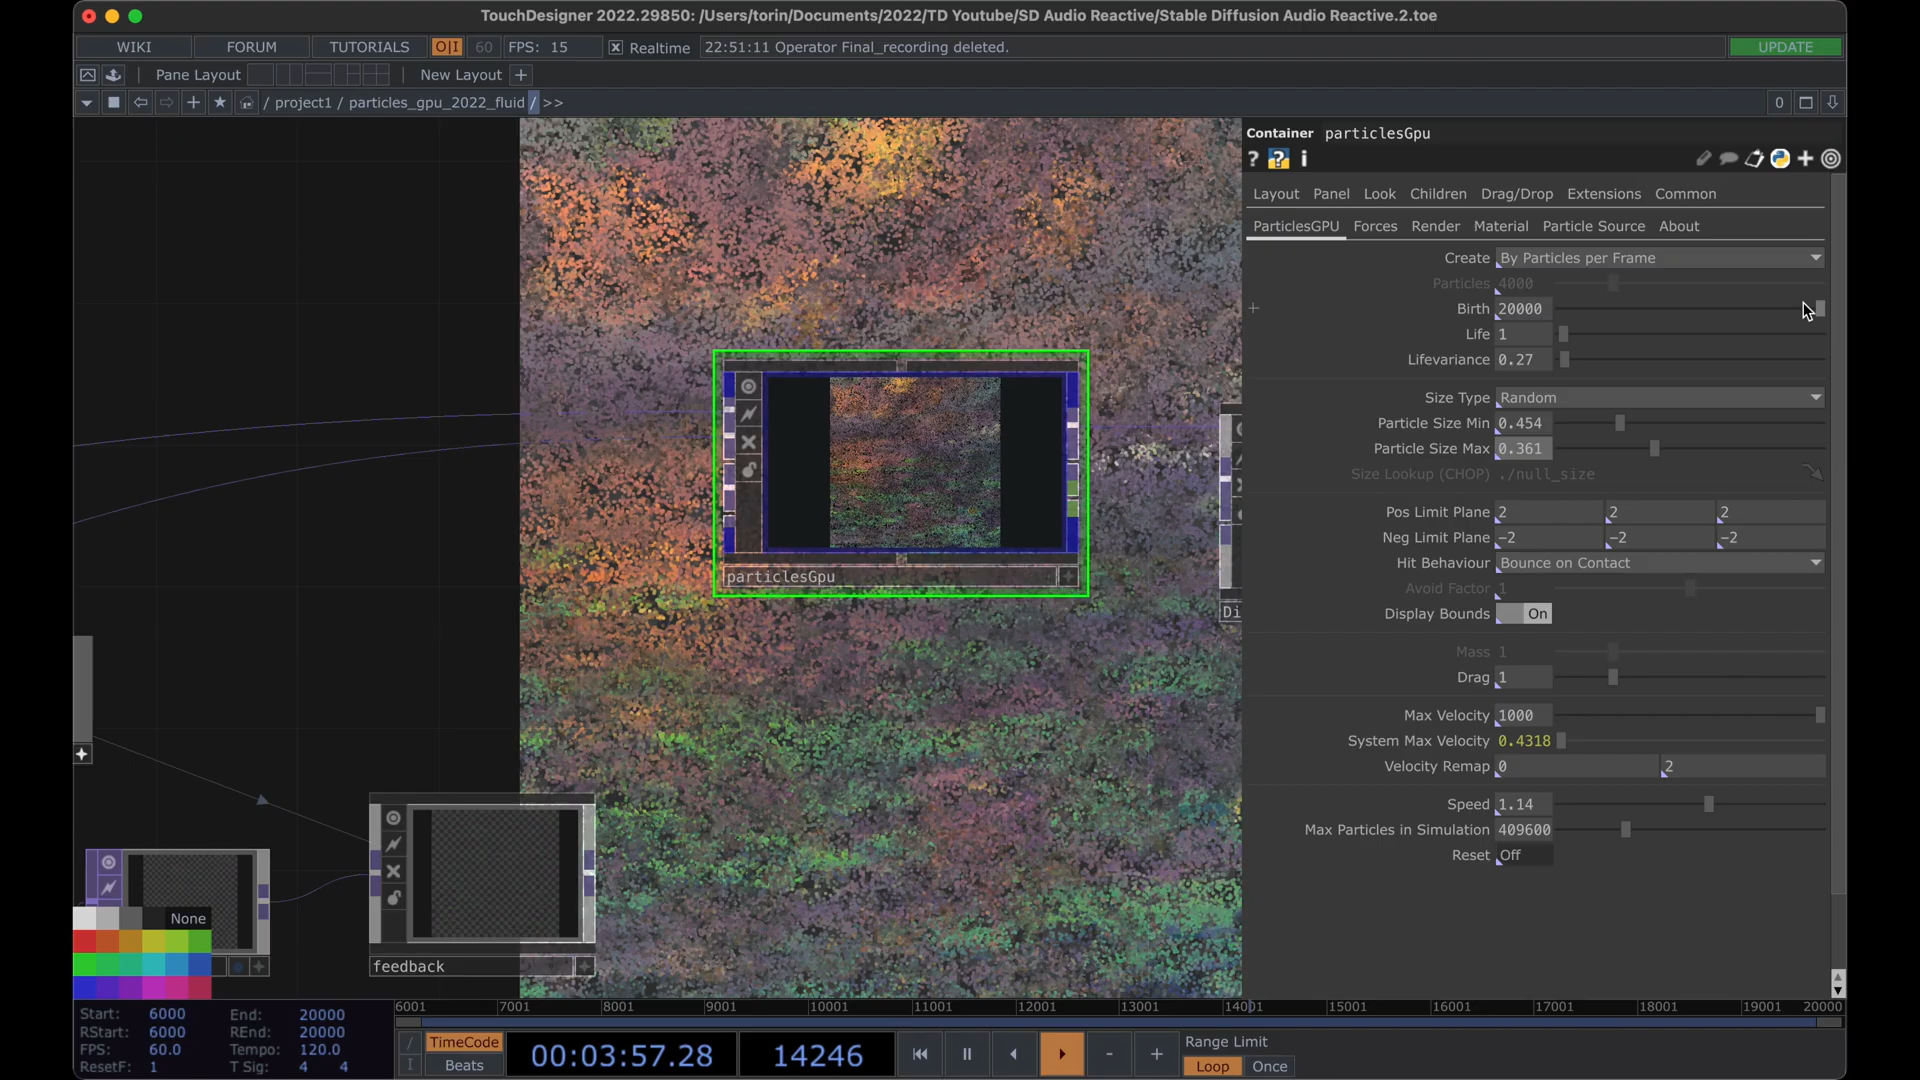 TouchDesigner 2022.29850: /Users/torin/Documents/2022/TD Youtube/SD Audio Reactive/Stable Diffusion Audio Reactive.2.toe
WIKI FORUM TUTORIALS O|I 60 FPS: 15 Realtime 22:51:11 Operator Final_recording deleted. UPDATE
Pane Layout New Layout +
/ project1 / particles_gpu_2022_fluid / >> 0
Container particlesGpu
? ? i
Layout Panel Look Children Drag/Drop Extensions Common
ParticlesGPU Forces Render Material Particle Source About
Create By Particles per Frame
Particles 4000
Birth 20000
Life 1
Lifevariance 0.27
Size Type Random
Particle Size Min 0.454
Particle Size Max 0.361
Size Lookup (CHOP) ./null_size
Pos Limit Plane 2 2 2
Neg Limit Plane -2 -2 -2
Hit Behaviour Bounce on Contact
Avoid Factor 1
Display Bounds On
Mass 1
Drag 1
Max Velocity 1000
System Max Velocity 0.4318
Velocity Remap 0 2
Speed 1.14
Max Particles in Simulation 409600
Reset Off
particlesGpu
Di
None
feedback
6001 7001 8001 9001 10001 11001 12001 13001 14001 15001 16001 17001 18001 19001 20000
Start: 6000 End: 20000
RStart: 6000 REnd: 20000
FPS: 60.0 Tempo: 120.0
ResetF: 1 T Sig: 4 4
/ I
TimeCode
Beats
00:03:57.28 14246
- +
Range Limit
Loop Once